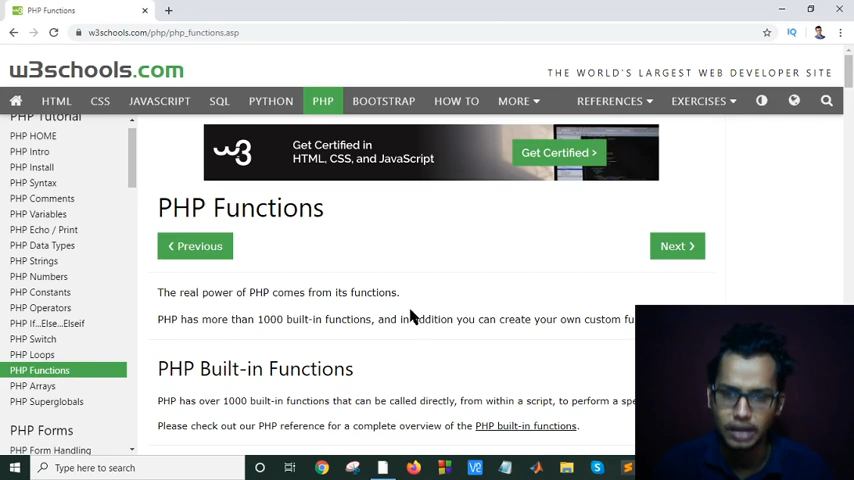 PHP Functions
w3schools.com/php/php_functions.asp
w3schools.com
THE WORLD'S LARGEST WEB DEVELOPER SITE
HTML CSS JAVASCRIPT SQL PYTHON PHP BOOTSTRAP HOW TO MORE REFERENCES EXERCISES
PHP Tutorial
PHP HOME
PHP Intro
PHP Install
PHP Syntax
PHP Comments
PHP Variables
PHP Echo / Print
PHP Data Types
PHP Strings
PHP Numbers
PHP Constants
PHP Operators
PHP If...Else...Elseif
PHP Switch
PHP Loops
PHP Functions
PHP Arrays
PHP Superglobals
PHP Forms
PHP Form Handling
Get Certified in
HTML, CSS, and JavaScript
Get Certified >
PHP Functions
❮ Previous
Next ❯
The real power of PHP comes from its functions.
PHP has more than 1000 built-in functions, and in addition you can create your own custom fu
PHP Built-in Functions
PHP has over 1000 built-in functions that can be called directly, from within a script, to perform a spe
Please check out our PHP reference for a complete overview of the PHP built-in functions.
Type here to search